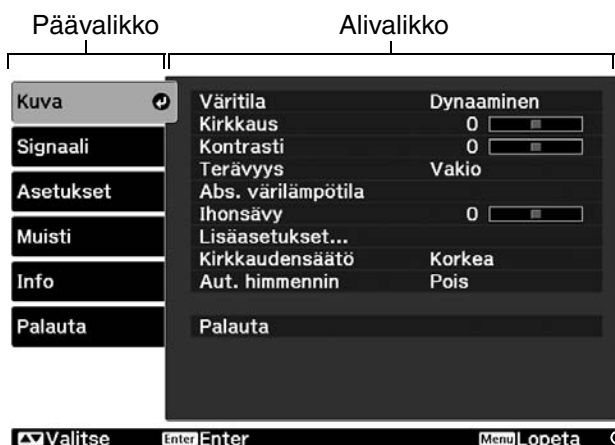 Päävalikko Alivalikko
Kuva
Signaali
Asetukset
Muisti
Info
Palauta
Väritila Dynaaminen
Kirkkaus 0
Kontrasti 0
Terävyys Vakio
Abs. värilämpötila
Ihonsävy 0
Lisäasetukset...
Kirkkaudensäätö Korkea
Aut. himmennin Pois
Palauta
Valitse Enter Enter Menu Lopeta